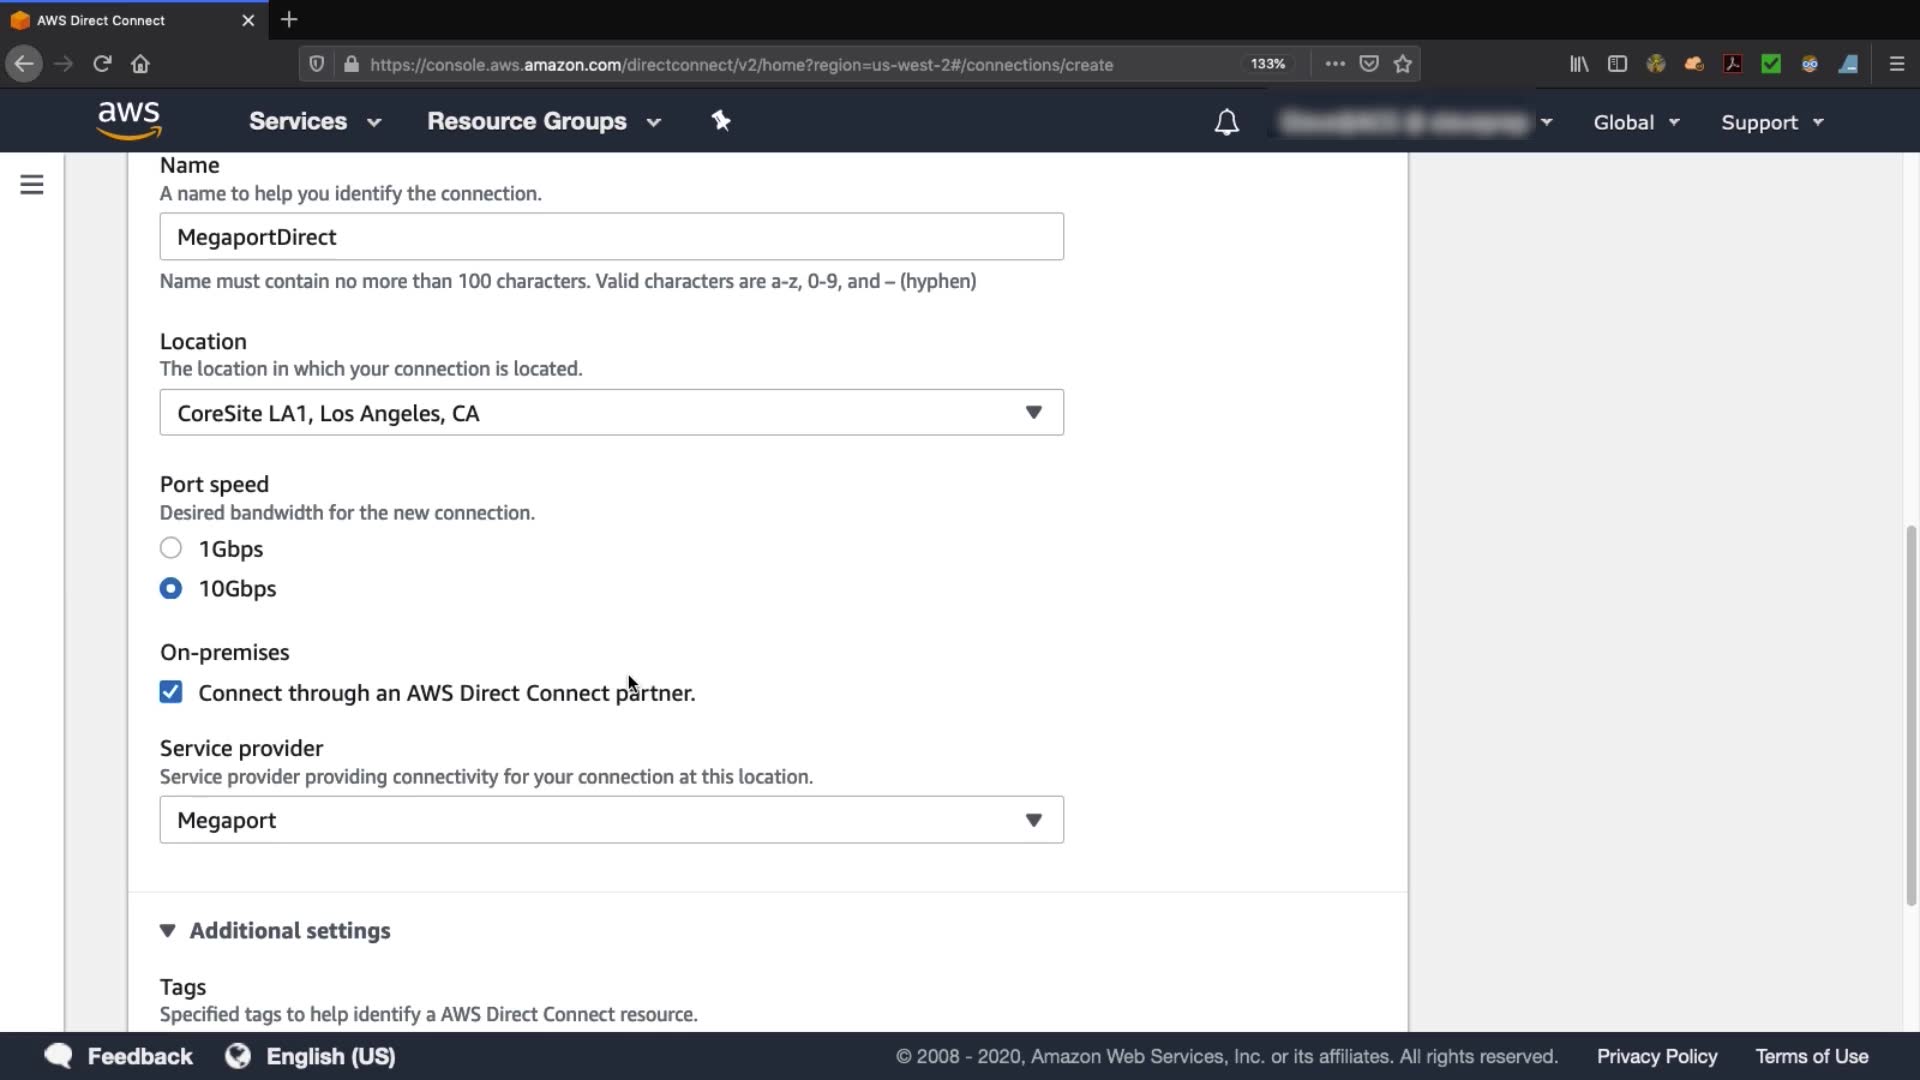 AWS Direct Connect
https://console.aws.amazon.com/directconnect/v2/home?region=us-west-2#/connections/create
133%
aws
Services
Resource Groups
Global
Support
Name
A name to help you identify the connection.
MegaportDirect
Name must contain no more than 100 characters. Valid characters are a-z, 0-9, and – (hyphen)
Location
The location in which your connection is located.
CoreSite LA1, Los Angeles, CA
Port speed
Desired bandwidth for the new connection.
1Gbps
10Gbps
On-premises
Connect through an AWS Direct Connect partner.
Service provider
Service provider providing connectivity for your connection at this location.
Megaport
Additional settings
Tags
Specified tags to help identify a AWS Direct Connect resource.
Feedback
English (US)
© 2008 - 2020, Amazon Web Services, Inc. or its affiliates. All rights reserved.
Privacy Policy
Terms of Use